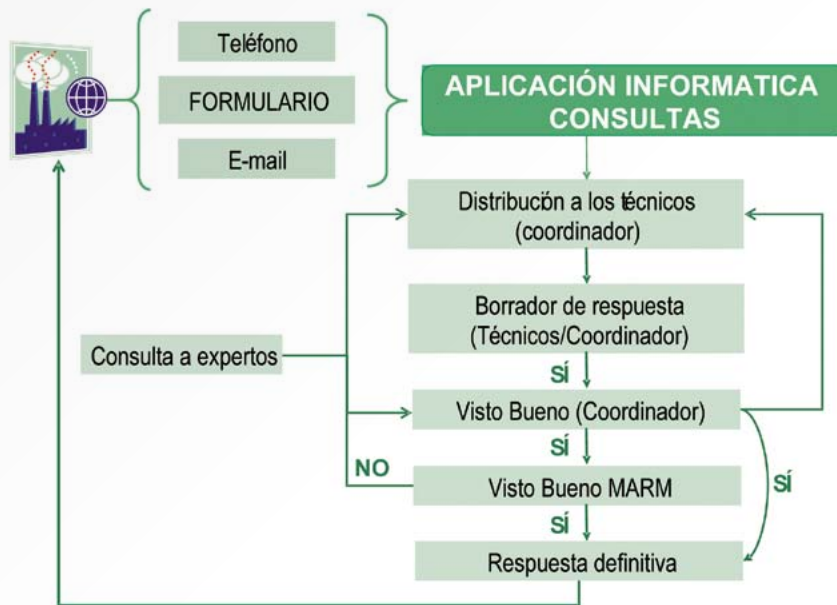 Teléfono
FORMULARIO
E-mail
APLICACIÓN INFORMATICA
CONSULTAS
Distribución a los técnicos
(coordinador)
Borrador de respuesta
(Técnicos/Coordinador)
Consulta a expertos
SÍ
Visto Bueno (Coordinador)
SÍ
NO
Visto Bueno MARM
SÍ
SÍ
Respuesta definitiva